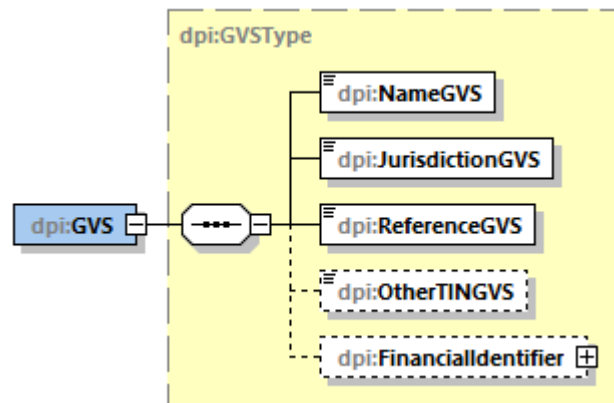 dpi:GVSType
dpi:NameGVS
dpi:JurisdictionGVS
dpi:GVS
dpi:ReferenceGVS
dpi:OtherTINGVS
dpi:FinancialIdentifier